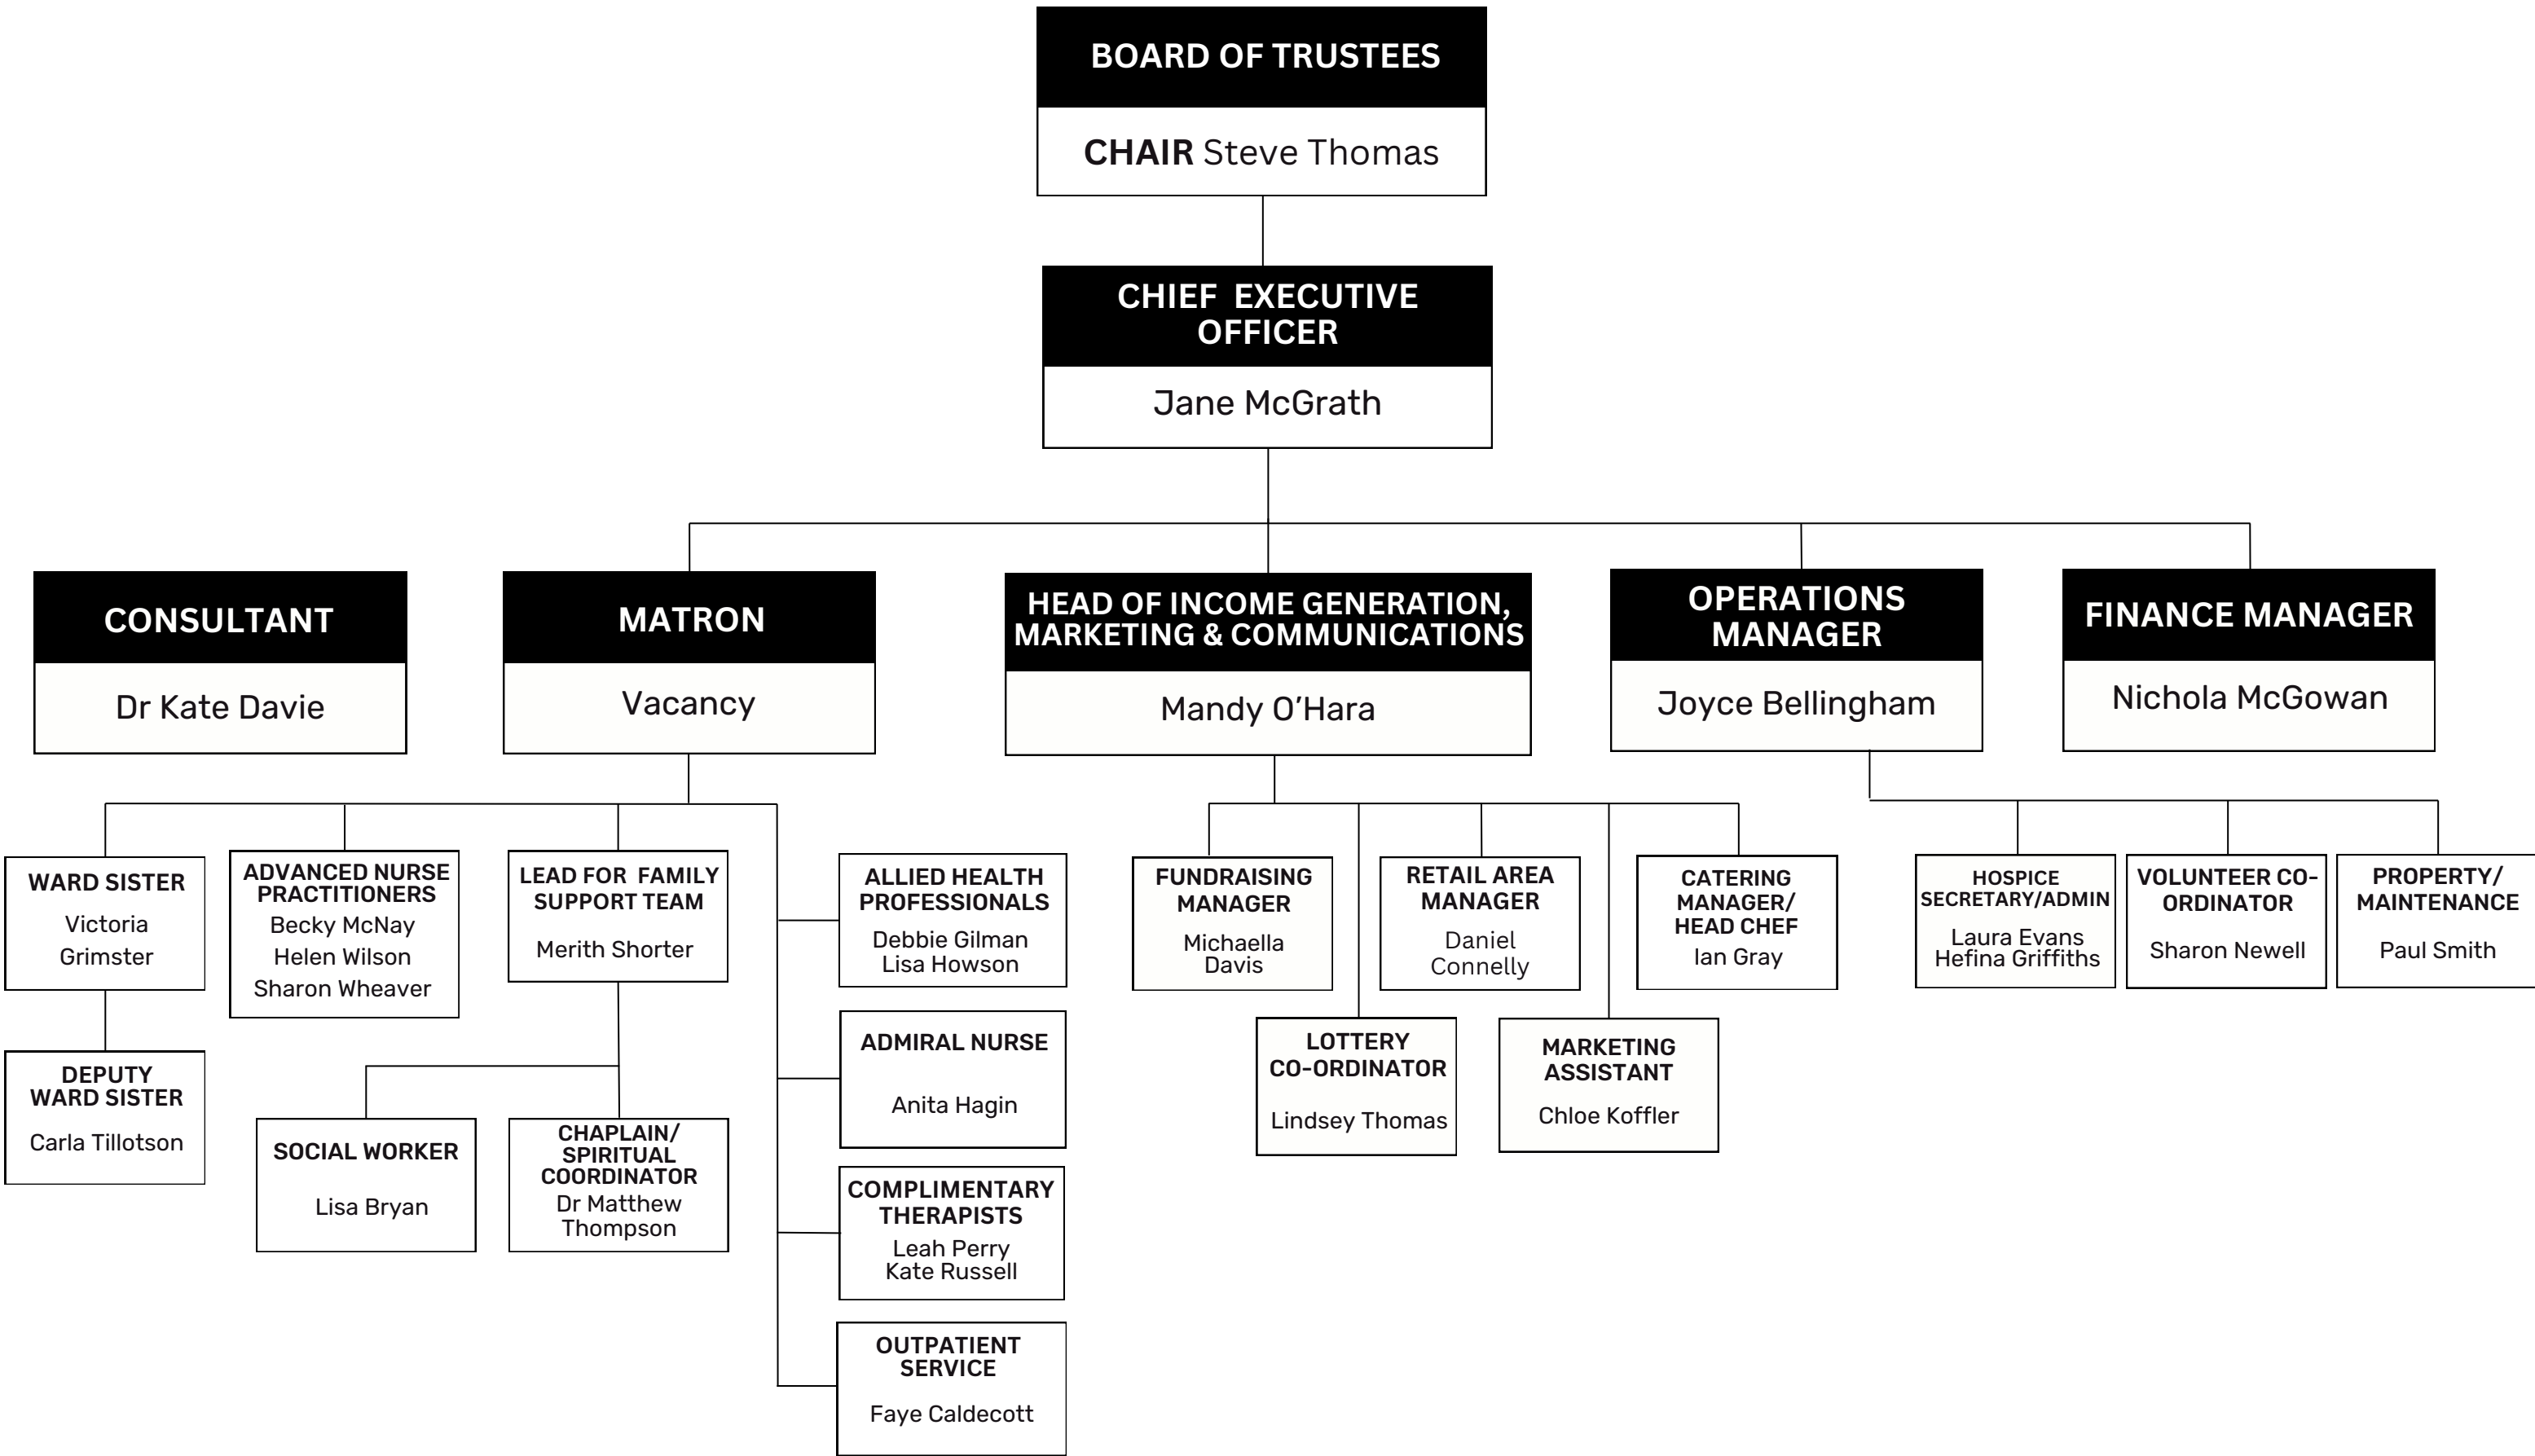 BOARD OF TRUSTEES
CHAIR Steve Thomas
CHIEF EXECUTIVE
OFFICER
Jane McGrath
CONSULTANT
Dr Kate Davie
MATRON
Vacancy
HEAD OF INCOME GENERATION,
MARKETING & COMMUNICATIONS
Mandy O’Hara
OPERATIONS
MANAGER
Joyce Bellingham
FINANCE MANAGER
Nichola McGowan
WARD SISTER
Victoria
Grimster
ADVANCED NURSE
PRACTITIONERS
Becky McNay
Helen Wilson
Sharon Wheaver
LEAD FOR FAMILY
SUPPORT TEAM
Merith Shorter
ALLIED HEALTH
PROFESSIONALS
Debbie Gilman
Lisa Howson
FUNDRAISING
MANAGER
Michaella
Davis
RETAIL AREA
MANAGER
Daniel
Connelly
CATERING
MANAGER/
HEAD CHEF
Ian Gray
HOSPICE
SECRETARY/ADMIN
Laura Evans
Hefina Griffiths
VOLUNTEER CO-
ORDINATOR
Sharon Newell
PROPERTY/
MAINTENANCE
Paul Smith
DEPUTY
WARD SISTER
Carla Tillotson
SOCIAL WORKER
Lisa Bryan
CHAPLAIN/
SPIRITUAL
COORDINATOR
Dr Matthew
Thompson
ADMIRAL NURSE
Anita Hagin
LOTTERY
CO-ORDINATOR
Lindsey Thomas
MARKETING
ASSISTANT
Chloe Koffler
COMPLIMENTARY
THERAPISTS
Leah Perry
Kate Russell
OUTPATIENT
SERVICE
Faye Caldecott